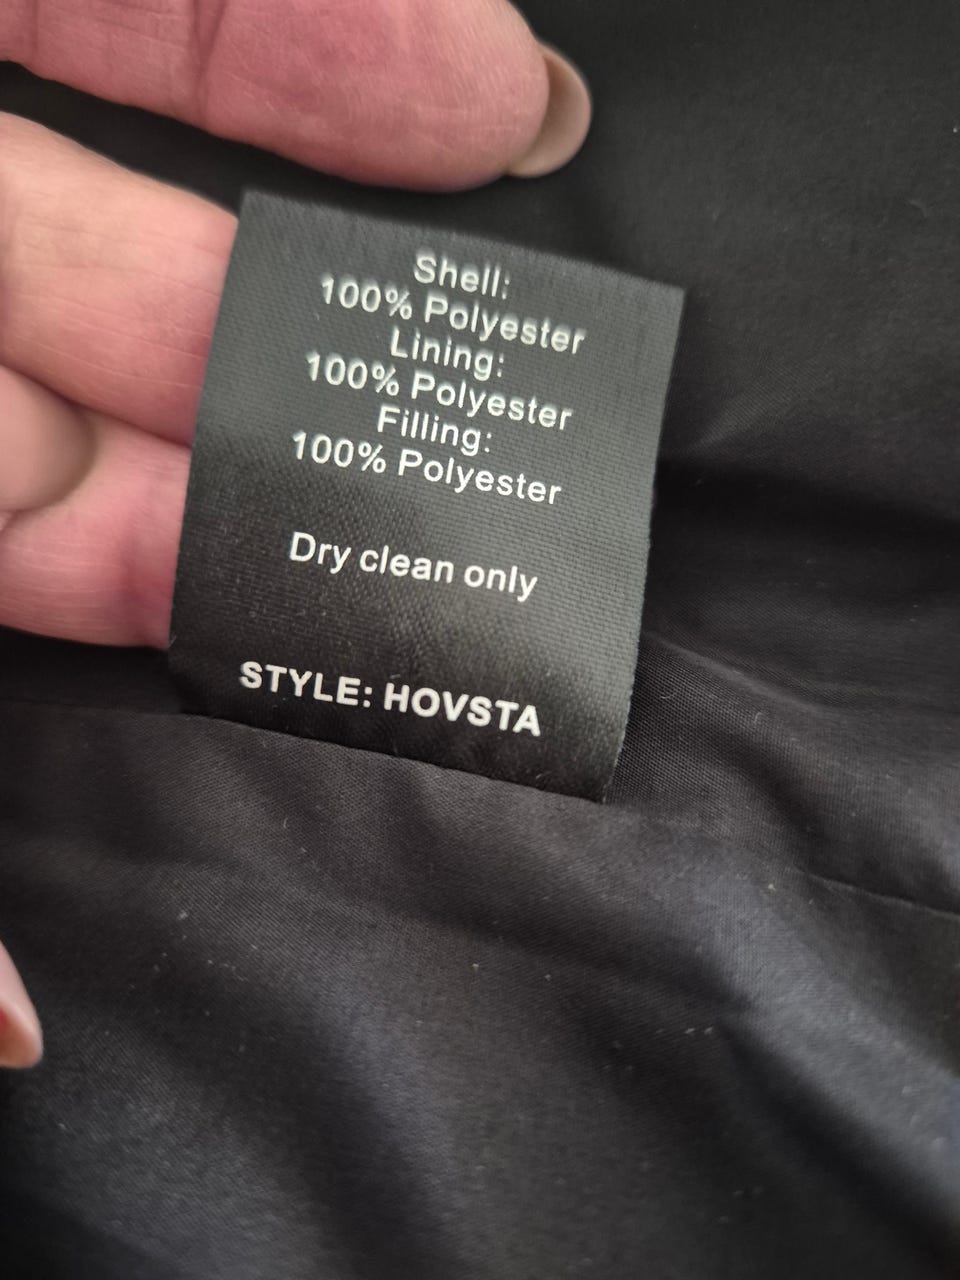 Shell:
100% Polyester
Lining:
100% Polyester
Filling:
100% Polyester
Dry clean only
STYLE: HOVSTA